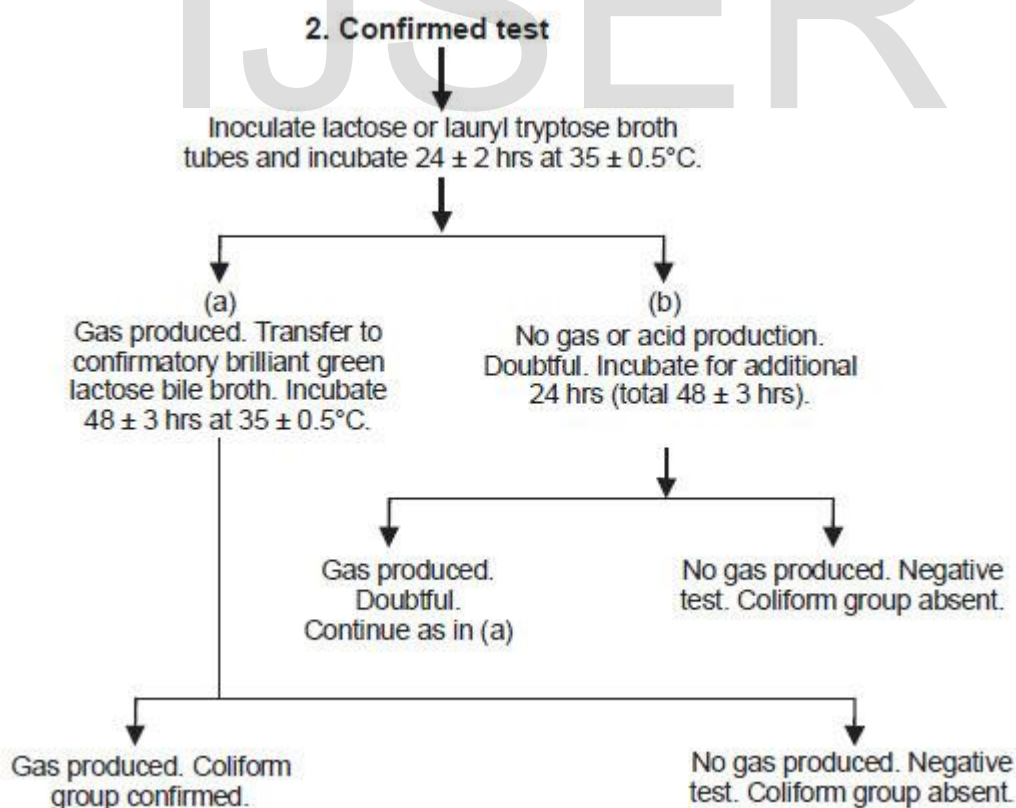 IJSER
2. Confirmed test
Inoculate lactose or lauryl tryptose broth
tubes and incubate 24 ± 2 hrs at 35 ± 0.5°C.
(a)
Gas produced. Transfer to
confirmatory brilliant green
lactose bile broth. Incubate
48 ± 3 hrs at 35 ± 0.5°C.
(b)
No gas or acid production.
Doubtful. Incubate for additional
24 hrs (total 48 ± 3 hrs).
Gas produced.
Doubtful.
Continue as in (a)
No gas produced. Negative
test. Coliform group absent.
Gas produced. Coliform
group confirmed.
No gas produced. Negative
test. Coliform group absent.